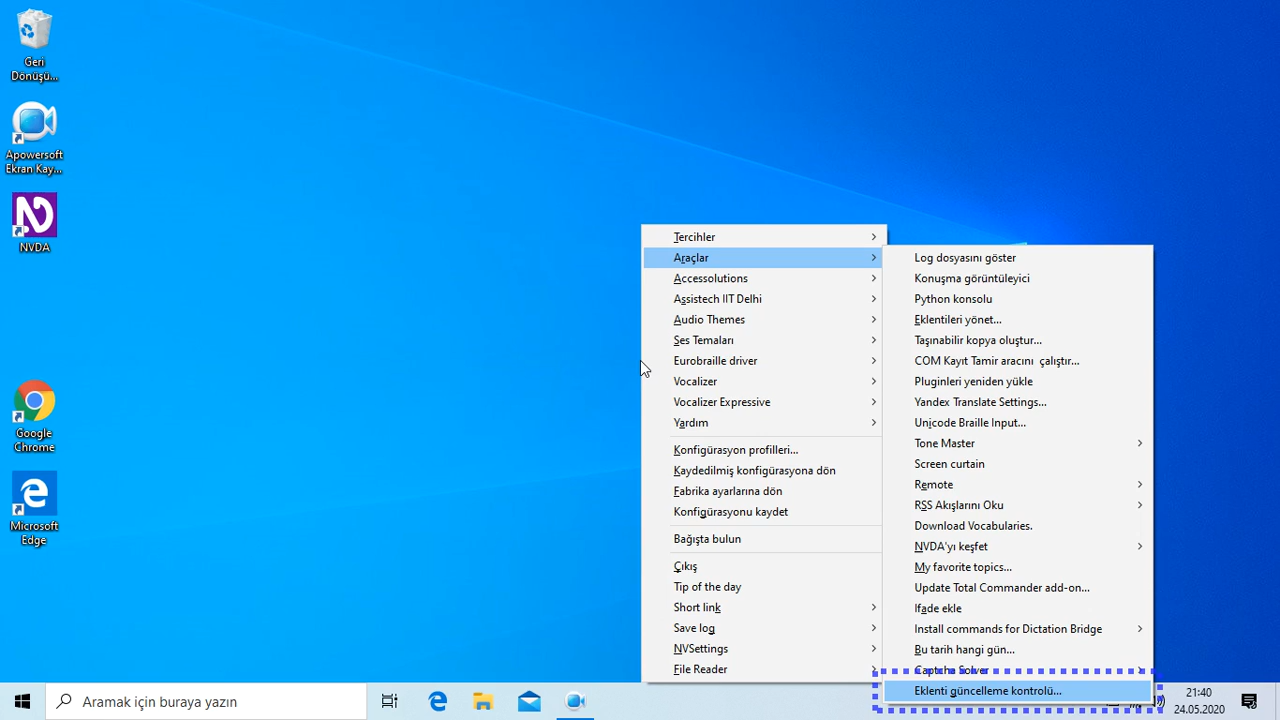 Geri
Dönüşü...
Apowersoft
Ekran Kay...
NVDA
Google
Chrome
Microsoft
Edge
Tercihler
Araçlar
Accessolutions
Assistech IIT Delhi
Audio Themes
Ses Temaları
Eurobraille driver
Vocalizer
Vocalizer Expressive
Yardım
Konfigürasyon profilleri...
Kaydedilmiş konfigürasyona dön
Fabrika ayarlarına dön
Konfigürasyonu kaydet
Bağışta bulun
Çıkış
Tip of the day
Short link
Save log
NVSettings
File Reader
Log dosyasını göster
Konuşma görüntüleyici
Python konsolu
Eklentileri yönet...
Taşınabilir kopya oluştur...
COM Kayıt Tamir aracını çalıştır...
Pluginleri yeniden yükle
Yandex Translate Settings...
Unicode Braille Input...
Tone Master
Screen curtain
Remote
RSS Akışlarını Oku
Download Vocabularies.
NVDA'yı keşfet
My favorite topics...
Update Total Commander add-on...
Ifade ekle
Install commands for Dictation Bridge
Bu tarih hangi gün...
Captcha Solver
Eklenti güncelleme kontrolü...
Aramak için buraya yazın
21:40
24.05.2020